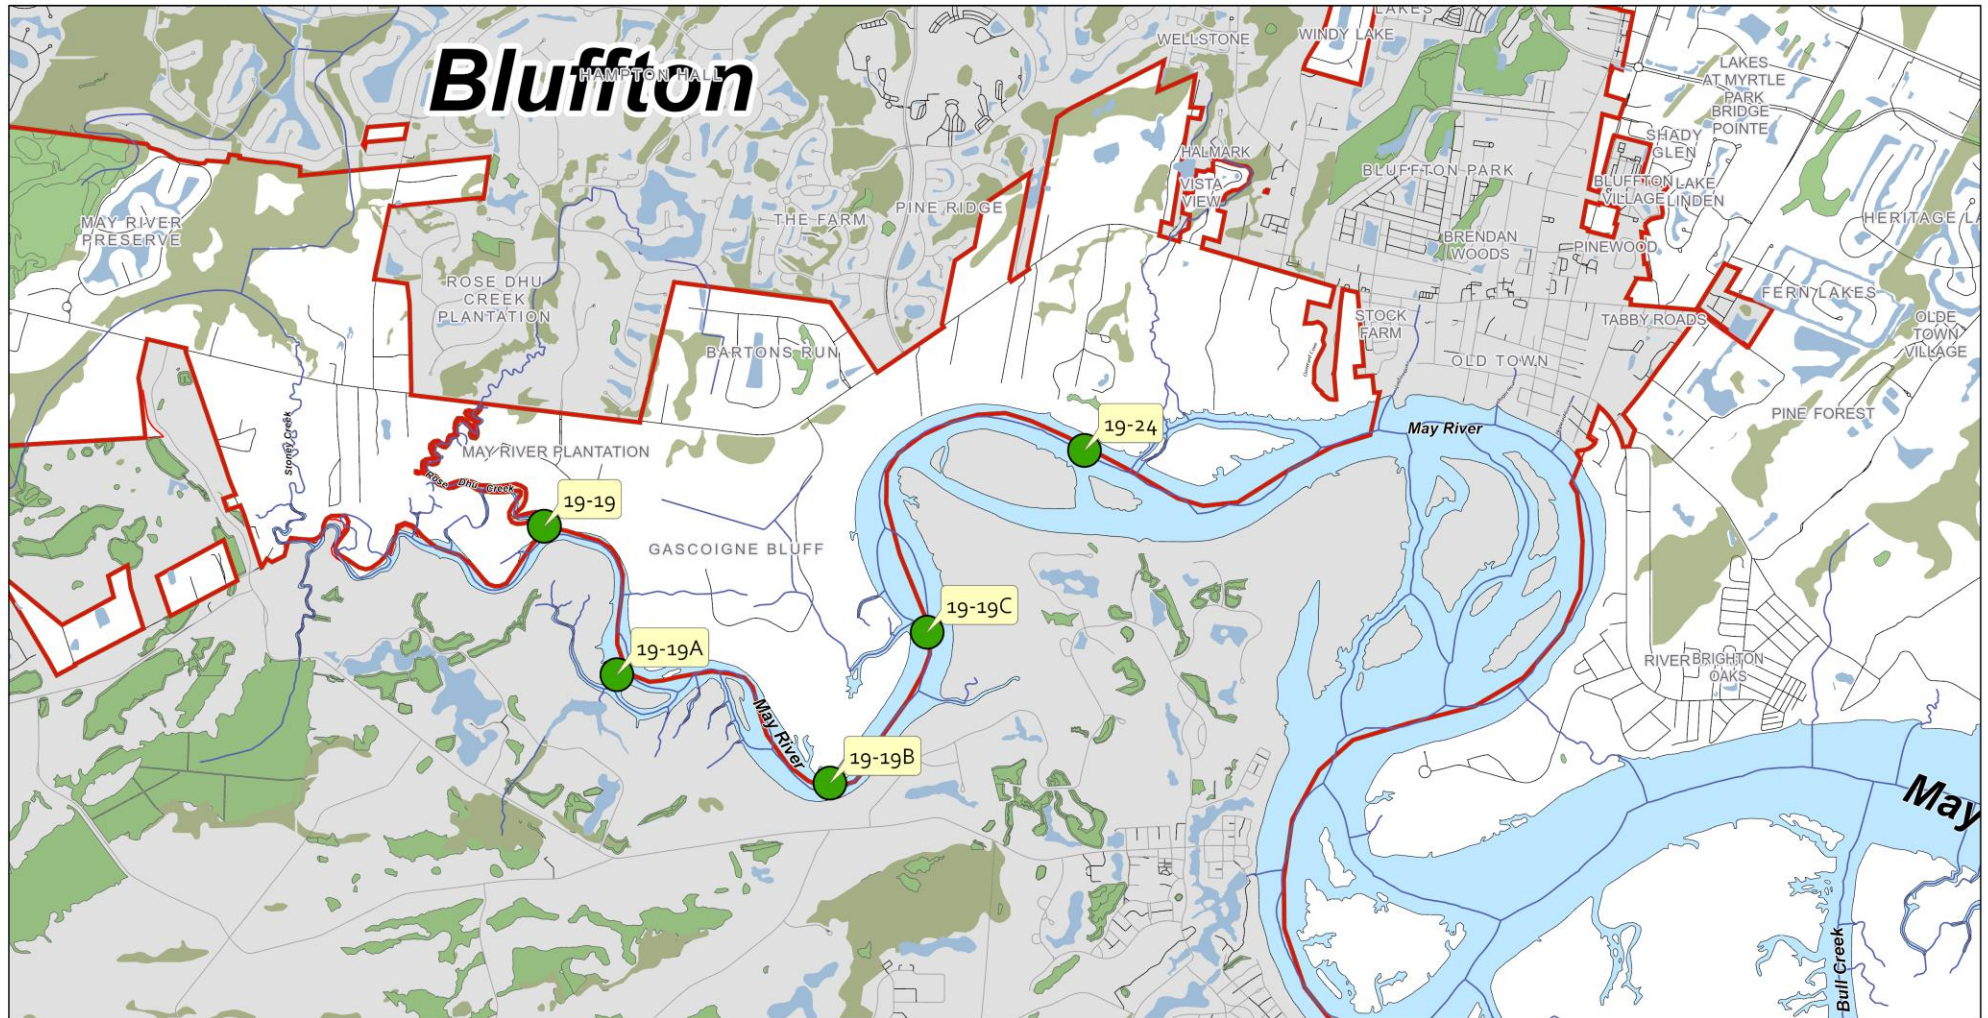 LAKES
WELLSTONE
WINDY LAKE
Bluffton
HAMPTON HALL
LAKES
AT MYRTLE
PARK
BRIDGE
POINTE
SHADY
GLEN
HALMARK
BLUFFTON PARK
VISTA
VIEW
BLUFFTON
VILLAGE
LAKE
LINDEN
MAY RIVER
PRESERVE
THE FARM
PINE RIDGE
HERITAGE LA
BRENDAN
WOODS
PINEWOOD
ROSE DHU
CREEK
PLANTATION
FERN LAKES
STOCK
FARM
TABBY ROADS
OLDE
TOWN
VILLAGE
BARTONS RUN
OLD TOWN
PINE FOREST
19-24
May River
Stoney Creek
MAY RIVER PLANTATION
Rose Dhu Creek
19-19
GASCOIGNE BLUFF
19-19C
19-19A
RIVER
BRIGHTON
OAKS
May River
19-19B
May
Bull Creek